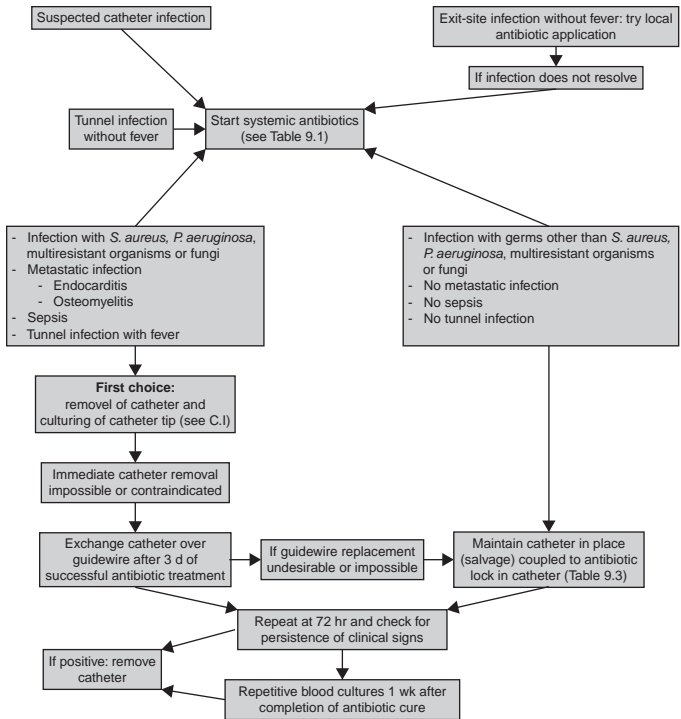 Suspected catheter infection
Exit-site infection without fever: try local
antibiotic application
If infection does not resolve
Tunnel infection
without fever
Start systemic antibiotics
(see Table 9.1)
- Infection with S. aureus, P. aeruginosa,
multiresistant organisms or fungi
- Metastatic infection
- Endocarditis
- Osteomyelitis
- Sepsis
- Tunnel infection with fever
- Infection with germs other than S. aureus,
P. aeruginosa, multiresistant organisms
or fungi
- No metastatic infection
- No sepsis
- No tunnel infection
First choice:
removel of catheter and
culturing of catheter tip (see C.I)
Immediate catheter removal
impossible or contraindicated
Exchange catheter over
guidewire after 3 d of
successful antibiotic treatment
If guidewire replacement
undesirable or impossible
Maintain catheter in place
(salvage) coupled to antibiotic
lock in catheter (Table 9.3)
Repeat at 72 hr and check for
persistence of clinical signs
If positive: remove
catheter
Repetitive blood cultures 1 wk after
completion of antibiotic cure